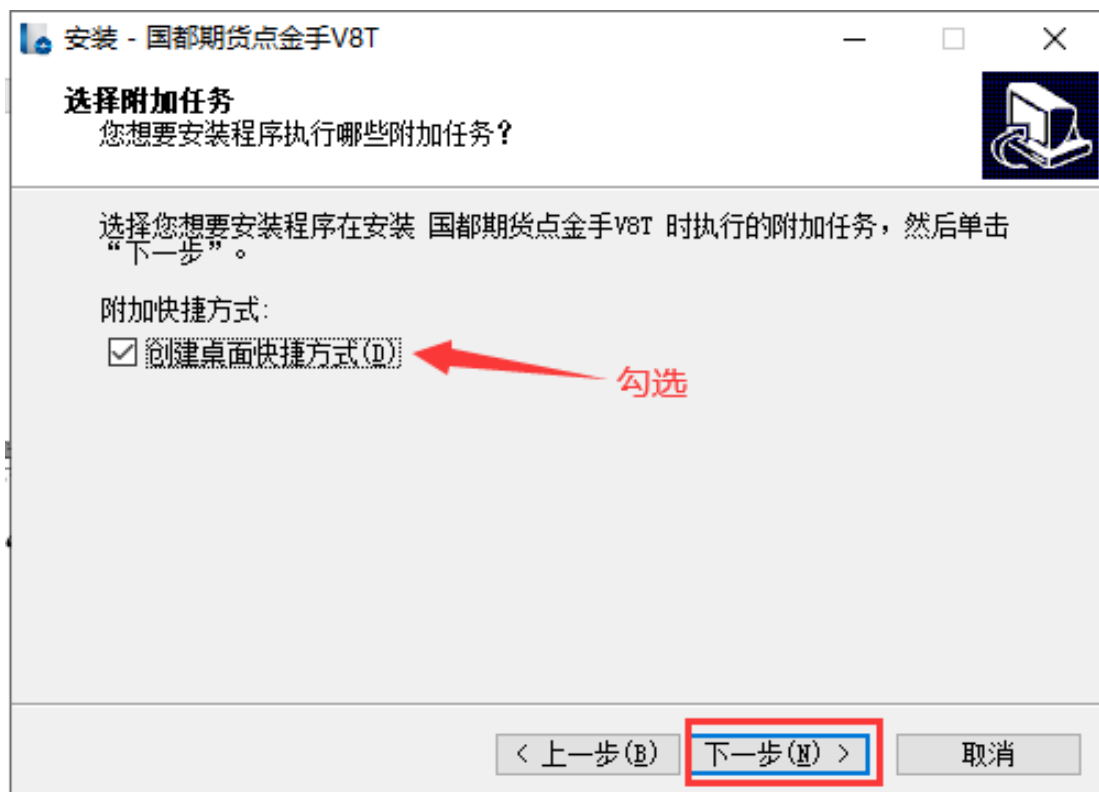 安装 - 国都期货点金手V8T
选择附加任务
您想要安装程序执行哪些附加任务?
选择您想要安装程序在安装 国都期货点金手V8T 时执行的附加任务，然后单击
“下一步”。
附加快捷方式:
创建桌面快捷方式(D)
勾选
< 上一步(B)
下一步(N) >
取消